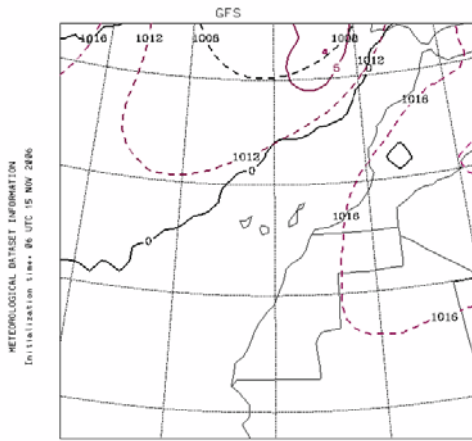 GFS
1016 1012 1008 1008
4
5
1012
0
1016
1012
0
1016
0
1016
METEOROLOGICAL DATASET INFORMATION
Initialization time: 06 UTC 15 NOV 2006